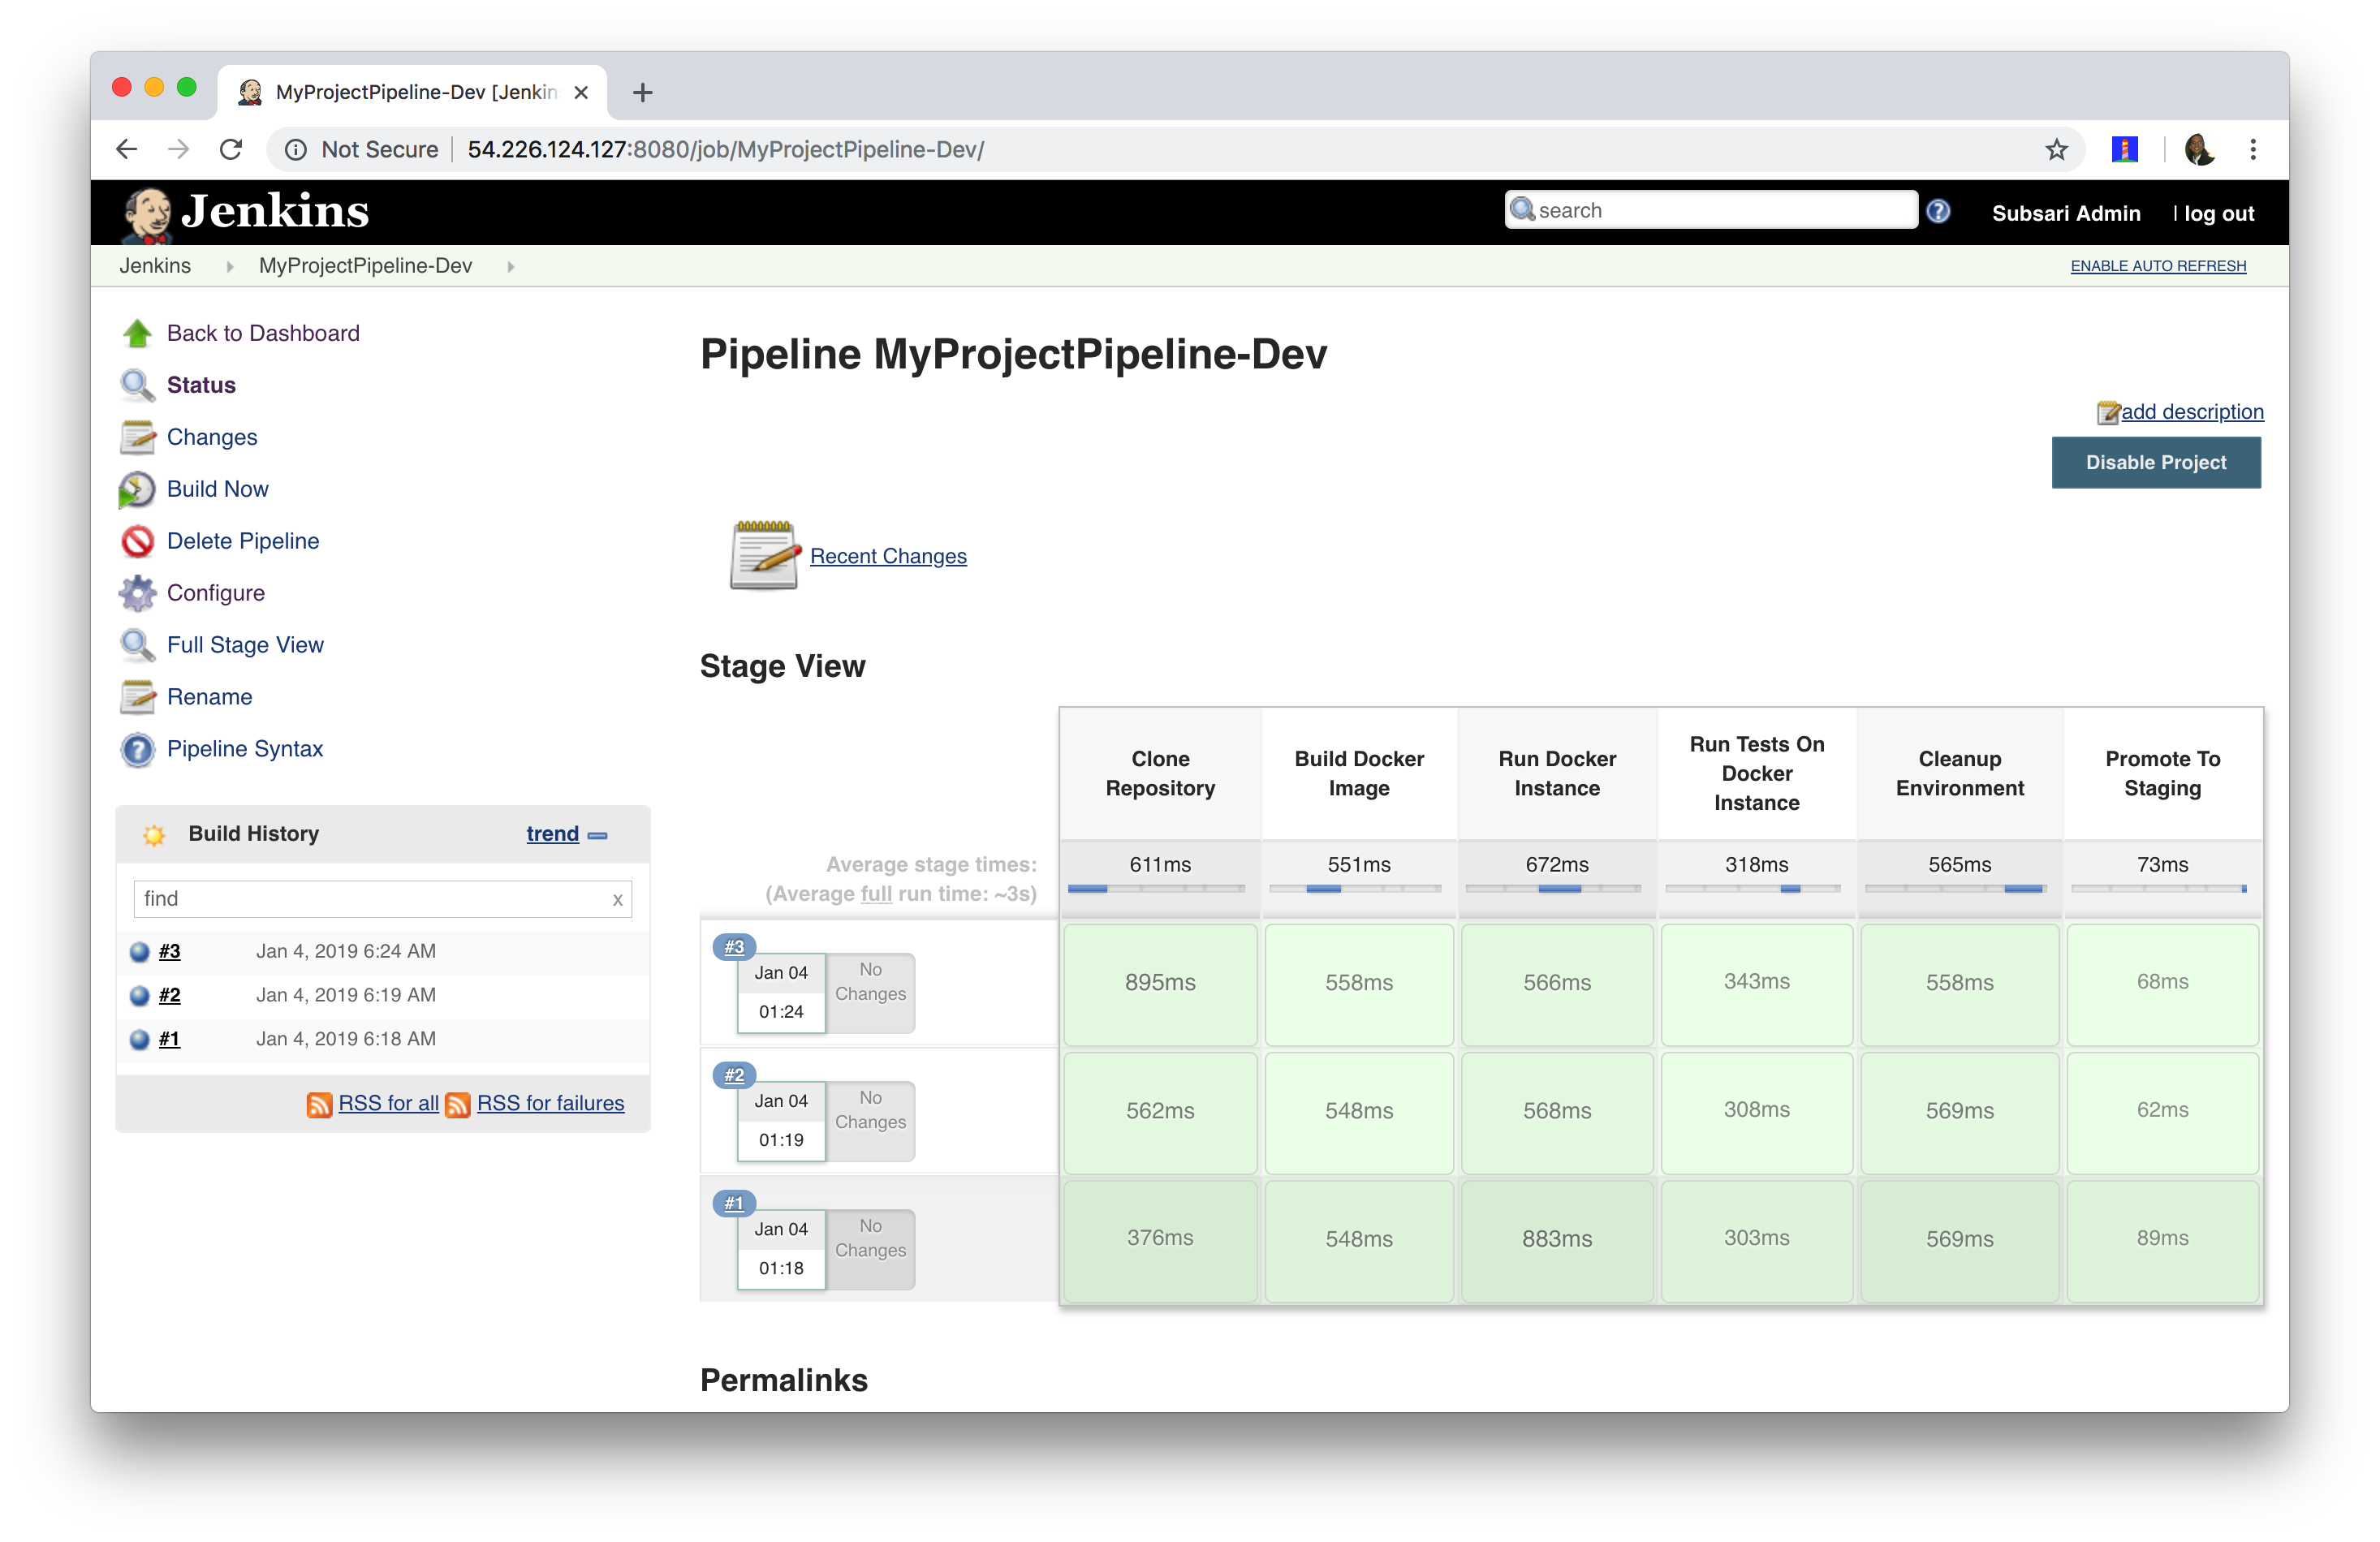 MyProjectPipeline-Dev [Jenkin
Not Secure 54.226.124.127:8080/job/MyProjectPipeline-Dev/
Jenkins
search
Subsari Admin | log out
Jenkins MyProjectPipeline-Dev
ENABLE AUTO REFRESH
Back to Dashboard
Status
Changes
Build Now
Delete Pipeline
Configure
Full Stage View
Rename
Pipeline Syntax
Build History trend
find x
#3 Jan 4, 2019 6:24 AM
#2 Jan 4, 2019 6:19 AM
#1 Jan 4, 2019 6:18 AM
RSS for all RSS for failures
Pipeline MyProjectPipeline-Dev
add description
Disable Project
Recent Changes
Stage View
Clone
Repository
Build Docker
Image
Run Docker
Instance
Run Tests On
Docker
Instance
Cleanup
Environment
Promote To
Staging
Average stage times:
(Average full run time: ~3s)
611ms 551ms 672ms 318ms 565ms 73ms
#3
Jan 04
01:24
No
Changes
895ms 558ms 566ms 343ms 558ms 68ms
#2
Jan 04
01:19
No
Changes
562ms 548ms 568ms 308ms 569ms 62ms
#1
Jan 04
01:18
No
Changes
376ms 548ms 883ms 303ms 569ms 89ms
Permalinks